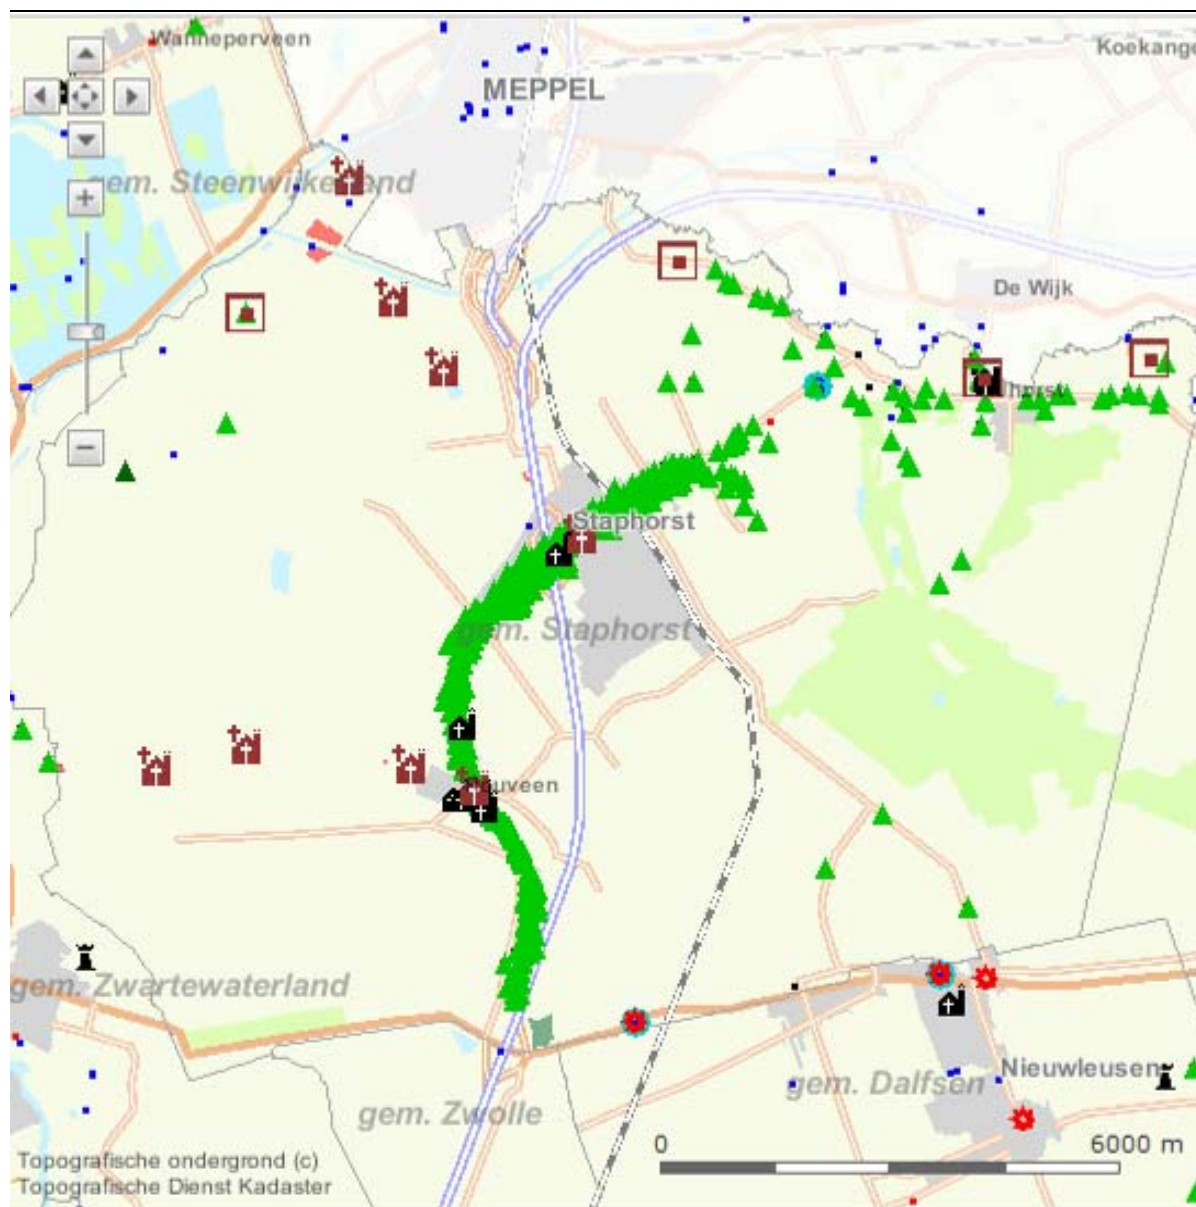 Wanneperveen
Koekange
MEPPEL
gem. Steenwijkerland
De Wijk
Staphorst
gem. Staphorst
gem. Zwartewaterland
Nieuwleusen
gem. Dalfsen
gem. Zwolle
0
6000 m
Topografische ondergrond (c)
Topografische Dienst Kadaster